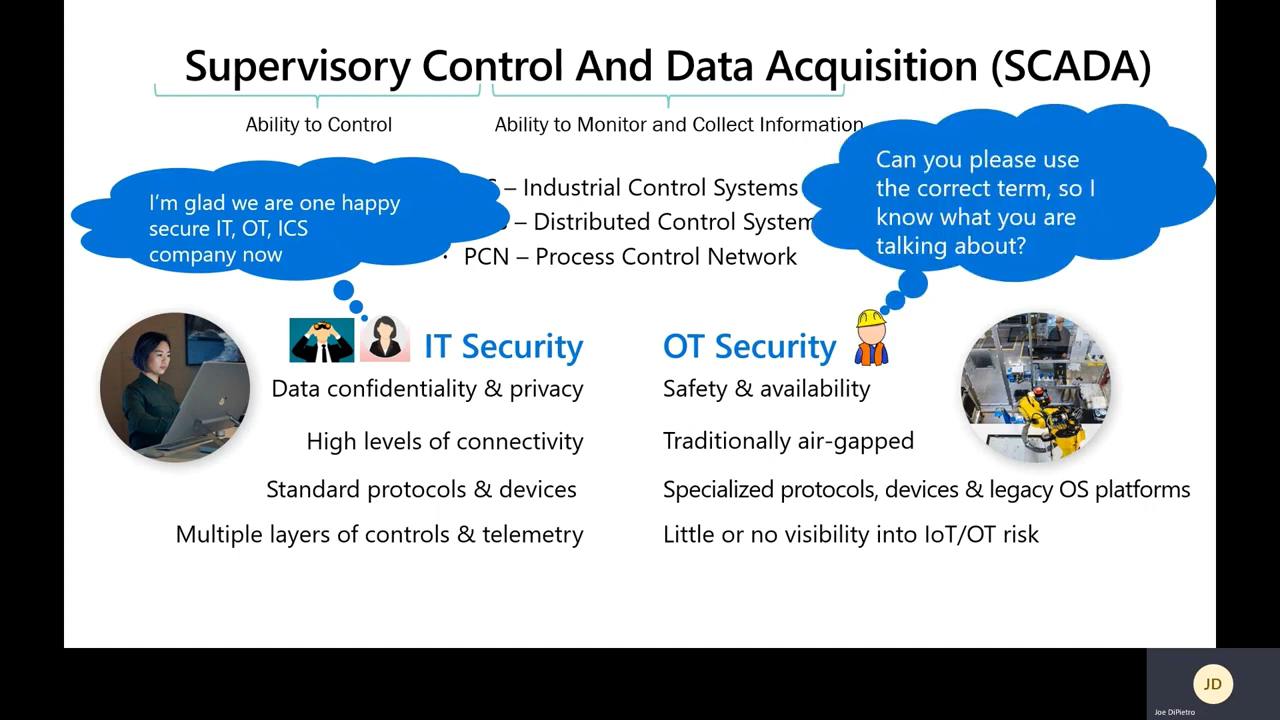 Supervisory Control And Data Acquisition (SCADA)
Ability to Control
Ability to Monitor and Collect Information
I'm glad we are one happy
secure IT, OT, ICS
company now
– Industrial Control Systems
– Distributed Control System
· PCN – Process Control Network
Can you please use
the correct term, so I
know what you are
talking about?
IT Security
Data confidentiality & privacy
High levels of connectivity
Standard protocols & devices
Multiple layers of controls & telemetry
OT Security
Safety & availability
Traditionally air-gapped
Specialized protocols, devices & legacy OS platforms
Little or no visibility into IoT/OT risk
JD
Joe DiPietro